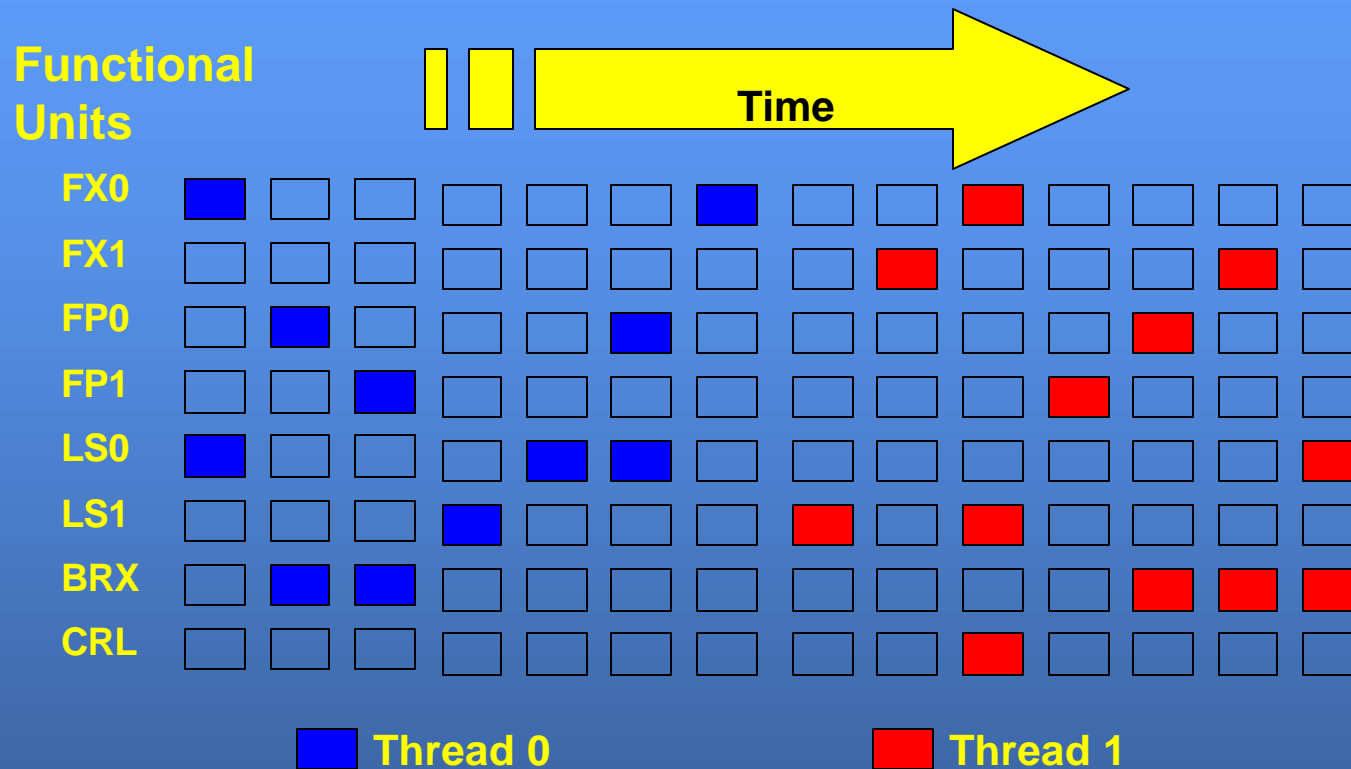 Functional
Units
Time
FX0
FX1
FP0
FP1
LS0
LS1
BRX
CRL
Thread 0
Thread 1